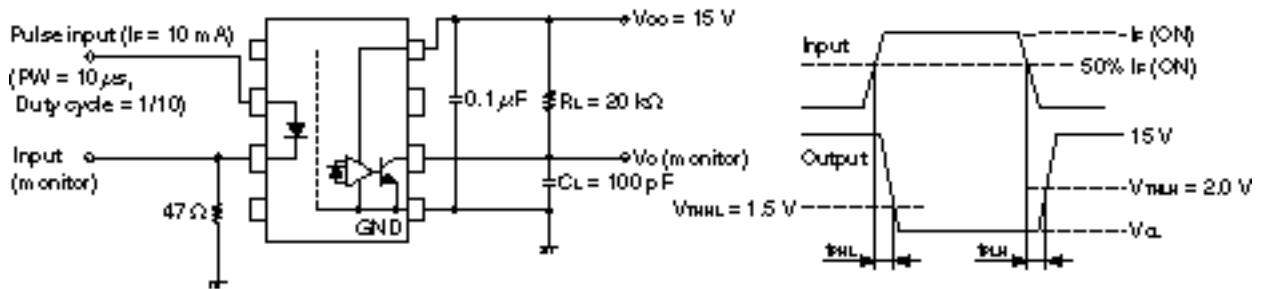 Pulse input (IF = 10 mA)
(PW = 10 μs,
Duty cycle = 1/10)
Input
(monitor)
47 Ω
GND
0.1 μF
VCC = 15 V
RL = 20 kΩ
VO (monitor)
CL = 100 pF
Input
IF (ON)
50% IF (ON)
Output
15 V
VTHHL = 1.5 V
VTHLH = 2.0 V
VOL
tPHL
tPLH